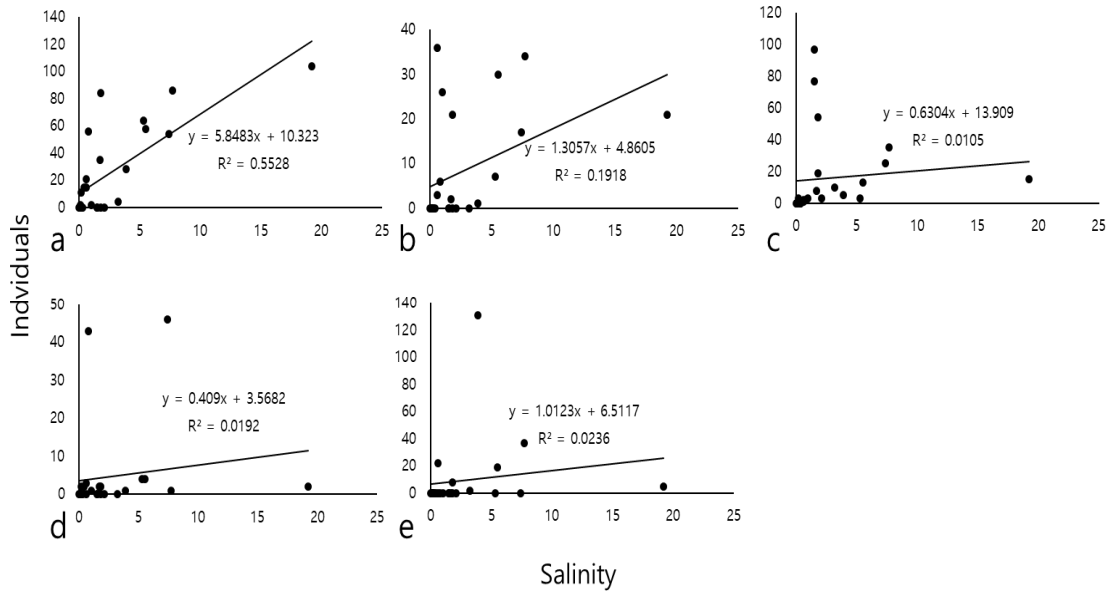 140
120
100
80
60
40
20
0
0 5 10 15 20 25
y = 5.8483x + 10.323
R² = 0.5528
a
40
30
20
10
0
0 5 10 15 20 25
y = 1.3057x + 4.8605
R² = 0.1918
b
120
100
80
60
40
20
0
0 5 10 15 20 25
y = 0.6304x + 13.909
R² = 0.0105
c
Indviduals
50
40
30
20
10
0
0 5 10 15 20 25
y = 0.409x + 3.5682
R² = 0.0192
d
140
120
100
80
60
40
20
0
0 5 10 15 20 25
y = 1.0123x + 6.5117
R² = 0.0236
e
Salinity